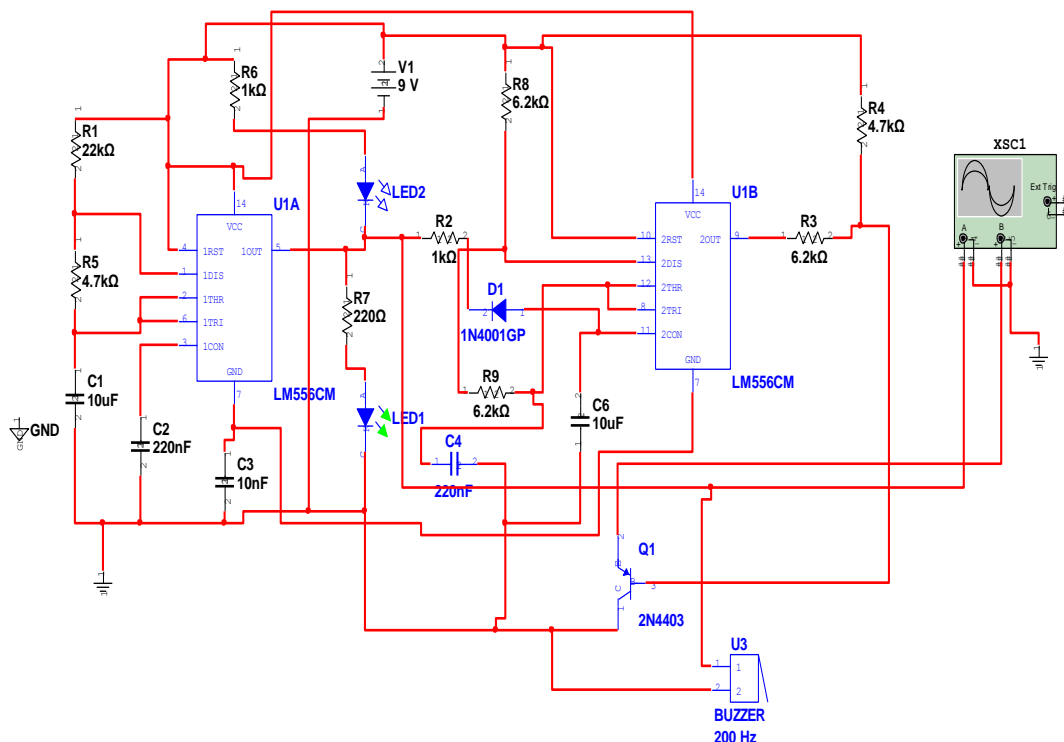 R6
1kΩ
V1
9 V
R8
6.2kΩ
R4
4.7kΩ
XSC1
Ext Trig
A
B
R1
22kΩ
LED2
U1A
14
VCC
4
1RST
1OUT
5
1
1DIS
2
1THR
6
1TRI
3
1CON
GND
7
LM556CM
R5
4.7kΩ
R2
1kΩ
U1B
14
VCC
10
2RST
2OUT
9
13
2DIS
12
2THR
8
2TRI
11
2CON
GND
7
LM556CM
R3
6.2kΩ
R7
220Ω
D1
2
1
1N4001GP
C1
10uF
GND
C2
220nF
C3
10nF
LED1
R9
6.2kΩ
C6
10uF
C4
220nF
Q1
2N4403
U3
1
1
2
2
BUZZER
200 Hz